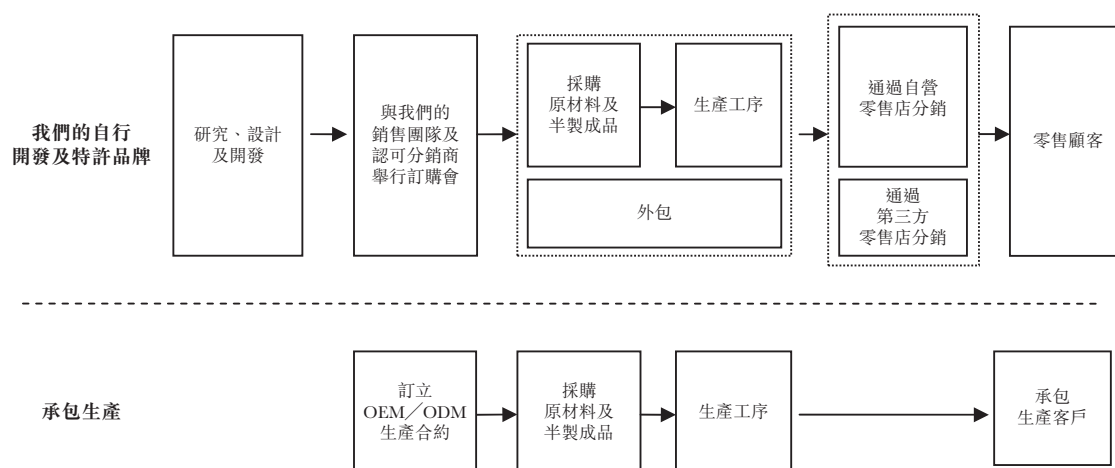 我們的自行
開發及特許品牌
研究、設計
及開發
與我們的
銷售團隊及
認可分銷商
舉行訂購會
採購
原材料及
半製成品
生產工序
外包
通過自營
零售店分銷
通過
第三方
零售店分銷
零售顧客
承包生產
訂立
OEM／ODM
生產合約
採購
原材料及
半製成品
生產工序
承包
生產客戶